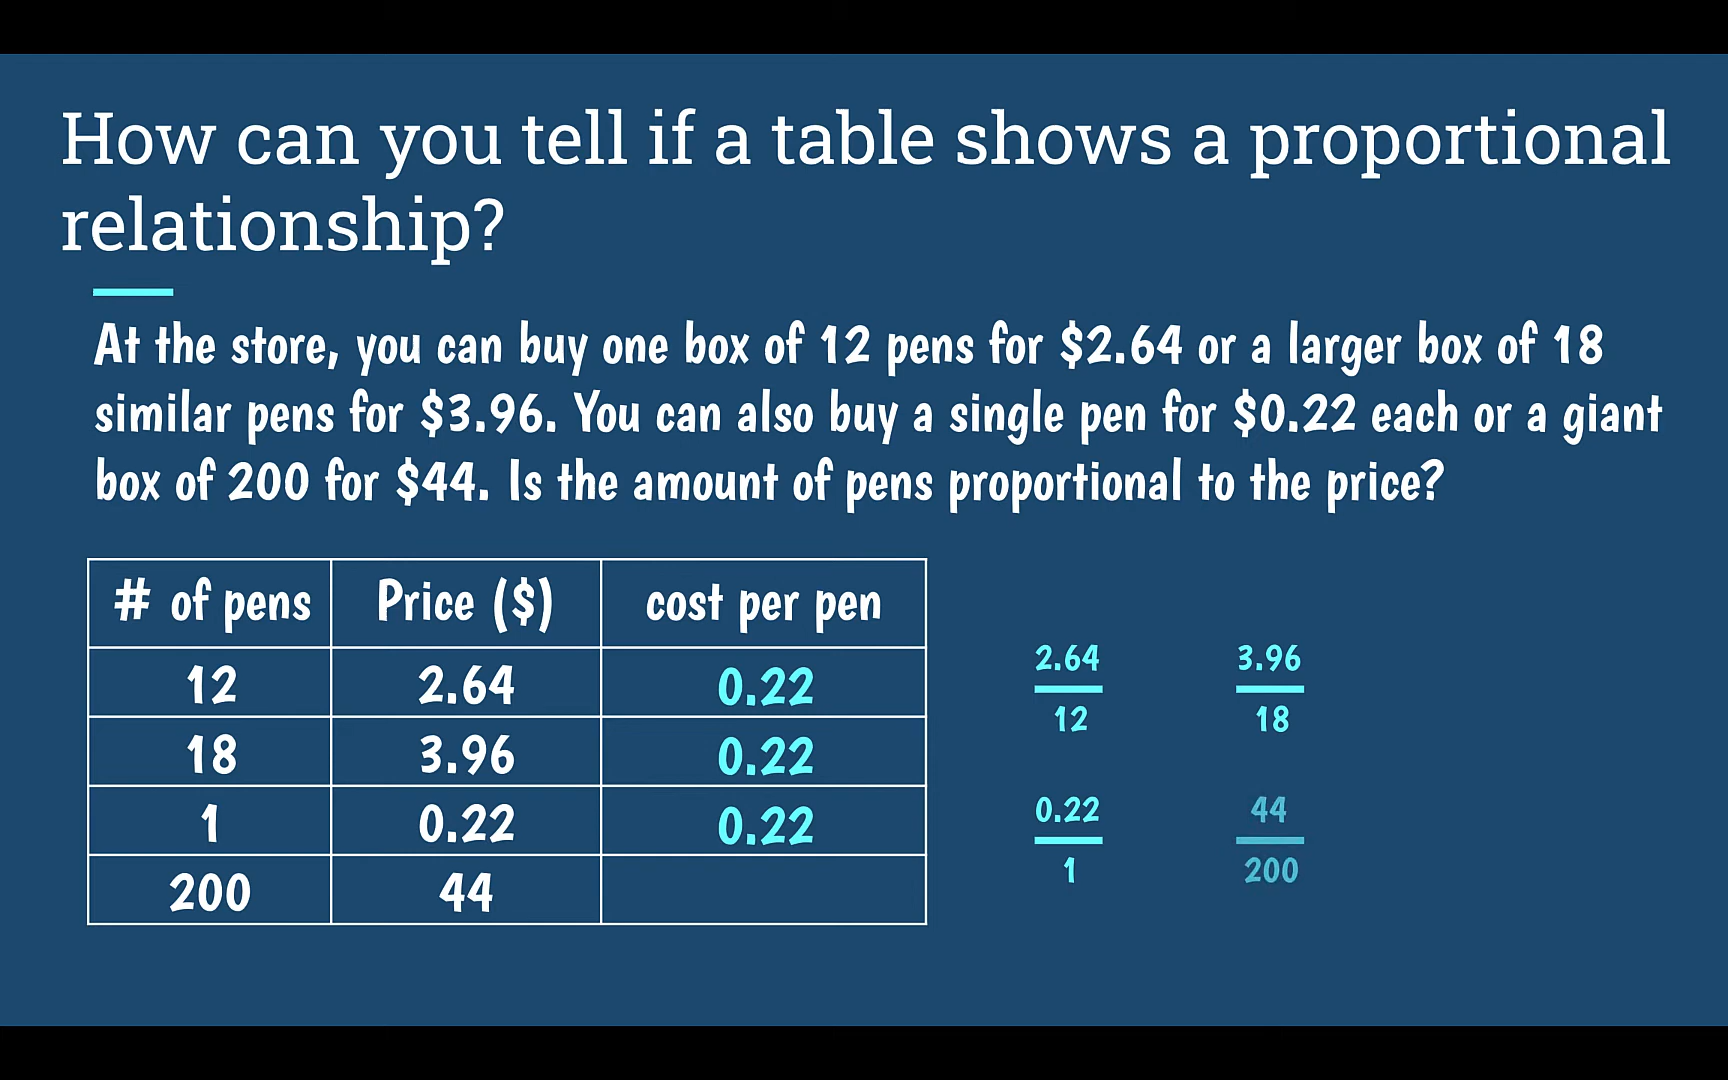 How can you tell if a table shows a proportional
relationship?
At the store, you can buy one box of 12 pens for $2.64 or a larger box of 18
similar pens for $3.96. You can also buy a single pen for $0.22 each or a giant
box of 200 for $44. Is the amount of pens proportional to the price?
# of pens Price ($) cost per pen
12 2.64 0.22
18 3.96 0.22
1 0.22 0.22
200 44
2.64 3.96
12 18
0.22 44
1 200